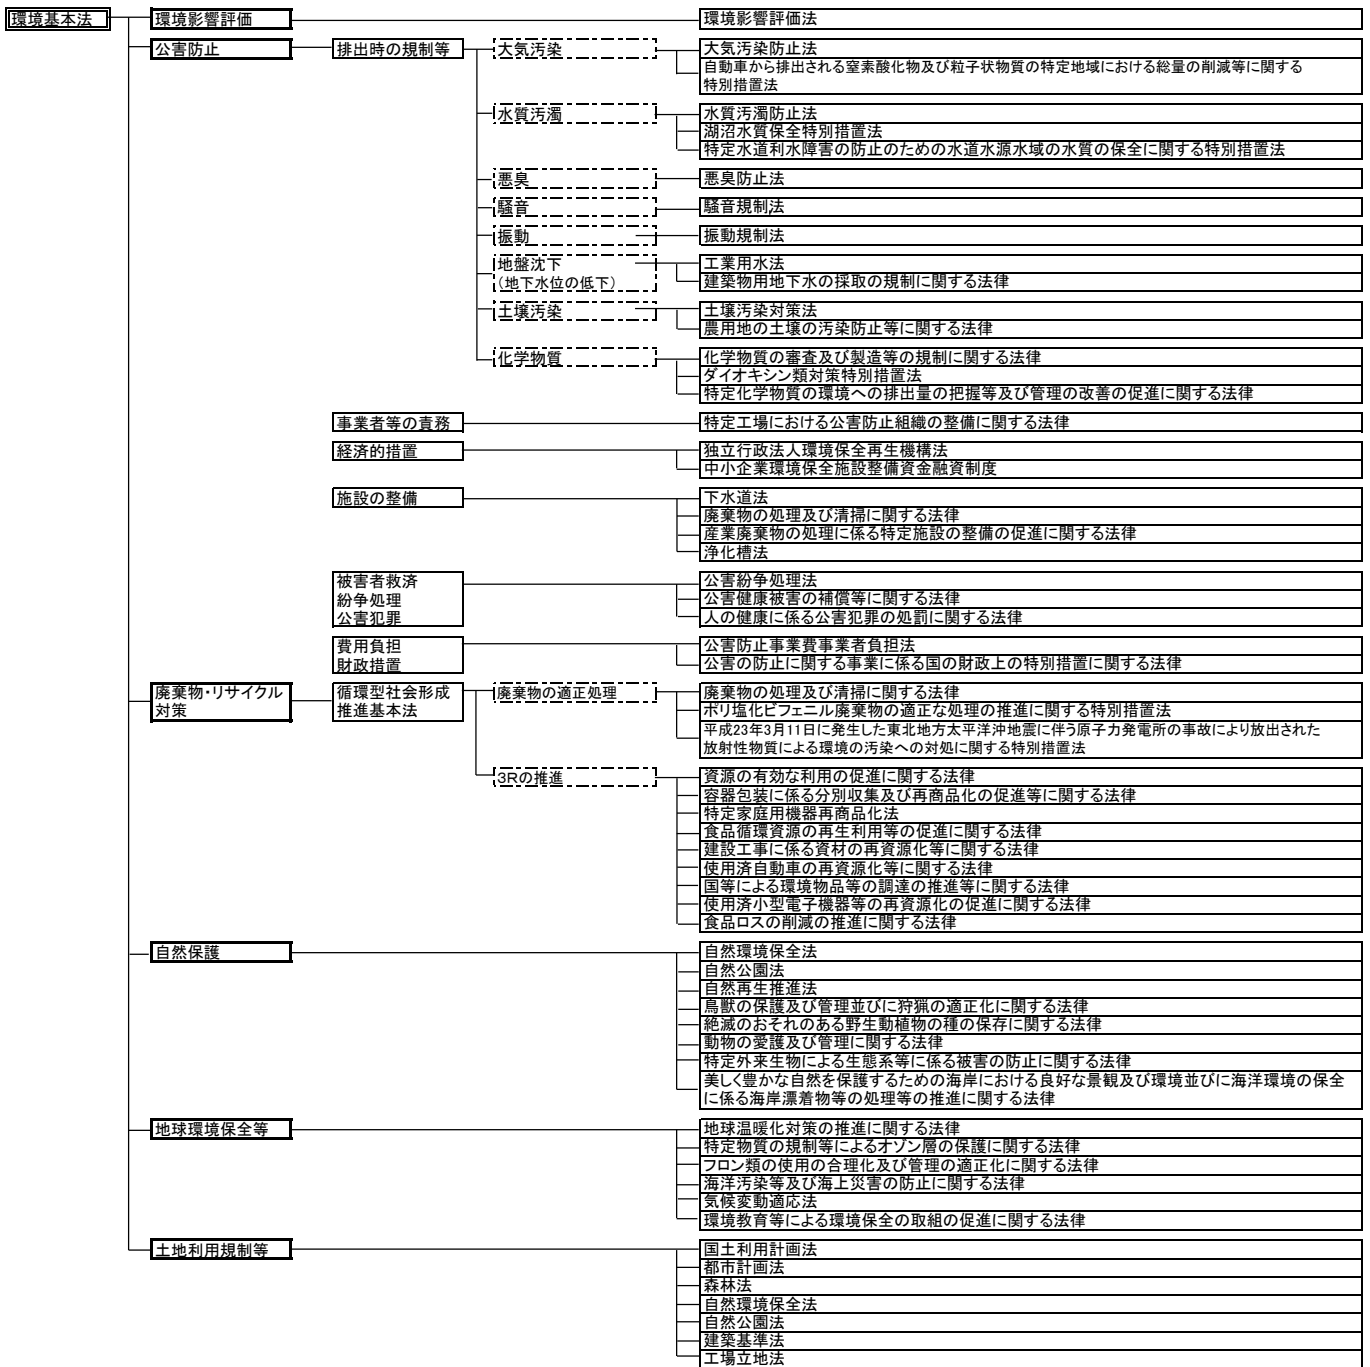 環境基本法
環境影響評価
環境影響評価法
公害防止
排出時の規制等
大気汚染
大気汚染防止法
自動車から排出される窒素酸化物及び粒子状物質の特定地域における総量の削減等に関する
特別措置法
水質汚濁
水質汚濁防止法
湖沼水質保全特別措置法
特定水道利水障害の防止のための水道水源水域の水質の保全に関する特別措置法
悪臭
悪臭防止法
騒音
騒音規制法
振動
振動規制法
地盤沈下
(地下水位の低下)
工業用水法
建築物用地下水の採取の規制に関する法律
土壌汚染
土壌汚染対策法
農用地の土壌の汚染防止等に関する法律
化学物質
化学物質の審査及び製造等の規制に関する法律
ダイオキシン類対策特別措置法
特定化学物質の環境への排出量の把握等及び管理の改善の促進に関する法律
事業者等の責務
特定工場における公害防止組織の整備に関する法律
経済的措置
独立行政法人環境保全再生機構法
中小企業環境保全施設整備資金融資制度
施設の整備
下水道法
廃棄物の処理及び清掃に関する法律
産業廃棄物の処理に係る特定施設の整備の促進に関する法律
浄化槽法
被害者救済
紛争処理
公害犯罪
公害紛争処理法
公害健康被害の補償等に関する法律
人の健康に係る公害犯罪の処罰に関する法律
費用負担
財政措置
公害防止事業費事業者負担法
公害の防止に関する事業に係る国の財政上の特別措置に関する法律
廃棄物・リサイクル
対策
循環型社会形成
推進基本法
廃棄物の適正処理
廃棄物の処理及び清掃に関する法律
ポリ塩化ビフェニル廃棄物の適正な処理の推進に関する特別措置法
平成23年3月11日に発生した東北地方太平洋沖地震に伴う原子力発電所の事故により放出された
放射性物質による環境の汚染への対処に関する特別措置法
3Rの推進
資源の有効な利用の促進に関する法律
容器包装に係る分別収集及び再商品化の促進等に関する法律
特定家庭用機器再商品化法
食品循環資源の再生利用等の促進に関する法律
建設工事に係る資材の再資源化等に関する法律
使用済自動車の再資源化等に関する法律
国等による環境物品等の調達の推進等に関する法律
使用済小型電子機器等の再資源化の促進に関する法律
食品ロスの削減の推進に関する法律
自然保護
自然環境保全法
自然公園法
自然再生推進法
鳥獣の保護及び管理並びに狩猟の適正化に関する法律
絶滅のおそれのある野生動植物の種の保存に関する法律
動物の愛護及び管理に関する法律
特定外来生物による生態系等に係る被害の防止に関する法律
美しく豊かな自然を保護するための海岸における良好な景観及び環境並びに海洋環境の保全
に係る海岸漂着物等の処理等の推進に関する法律
地球環境保全等
地球温暖化対策の推進に関する法律
特定物質の規制等によるオゾン層の保護に関する法律
フロン類の使用の合理化及び管理の適正化に関する法律
海洋汚染等及び海上災害の防止に関する法律
気候変動適応法
環境教育等による環境保全の取組の促進に関する法律
土地利用規制等
国土利用計画法
都市計画法
森林法
自然環境保全法
自然公園法
建築基準法
工場立地法